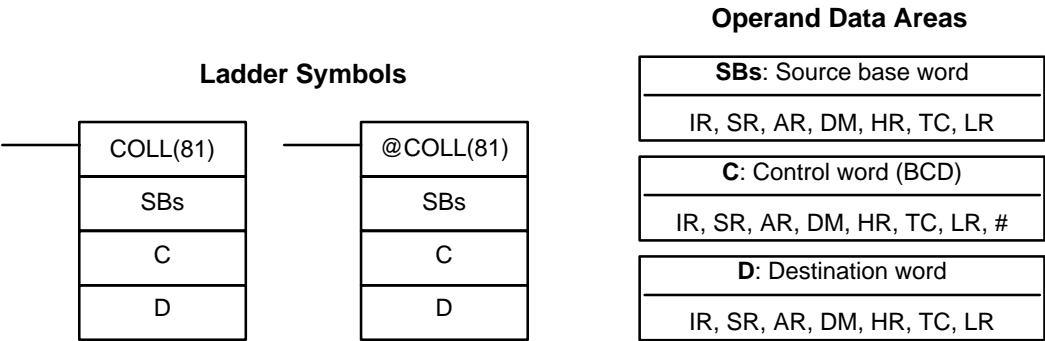 Ladder Symbols
COLL(81)
SBs
C
D
@COLL(81)
SBs
C
D
Operand Data Areas
SBs: Source base word
IR, SR, AR, DM, HR, TC, LR
C: Control word (BCD)
IR, SR, AR, DM, HR, TC, LR, #
D: Destination word
IR, SR, AR, DM, HR, TC, LR